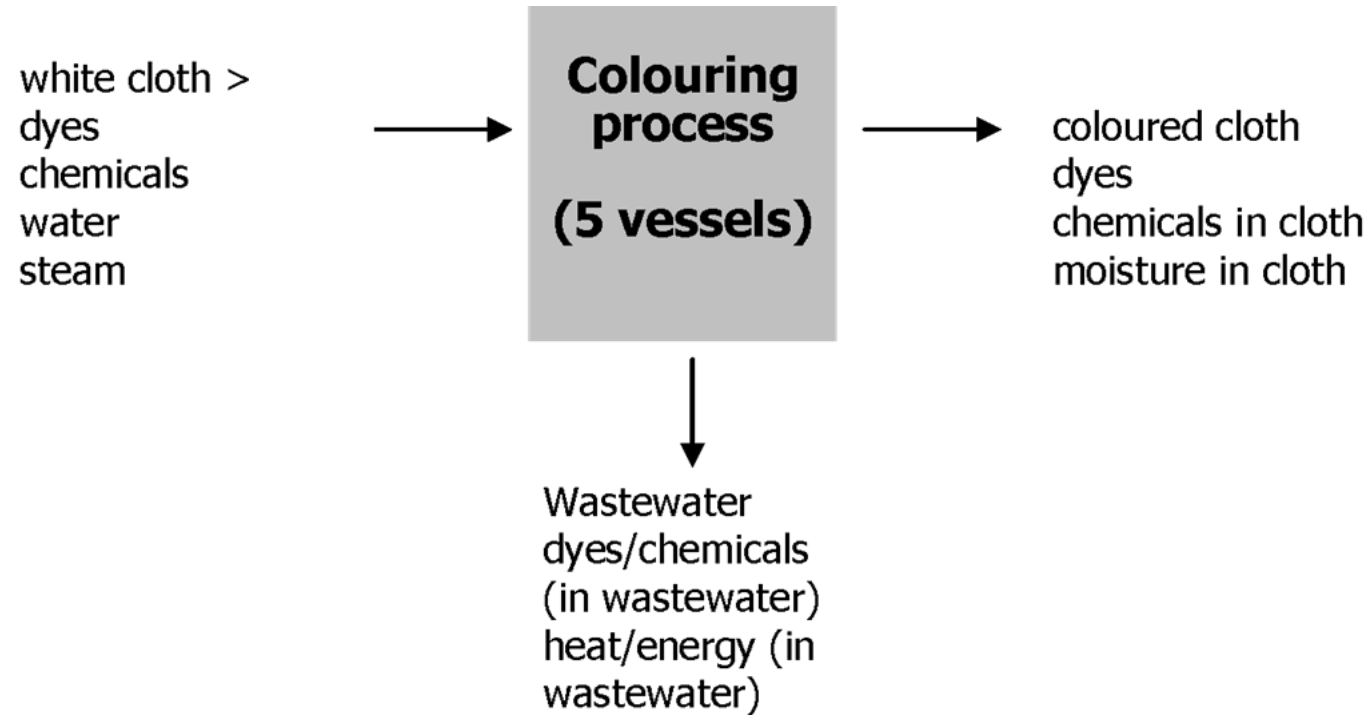 white cloth >
dyes
chemicals
water
steam
Colouring
process
(5 vessels)
coloured cloth
dyes
chemicals in cloth
moisture in cloth
Wastewater
dyes/chemicals
(in wastewater)
heat/energy (in
wastewater)